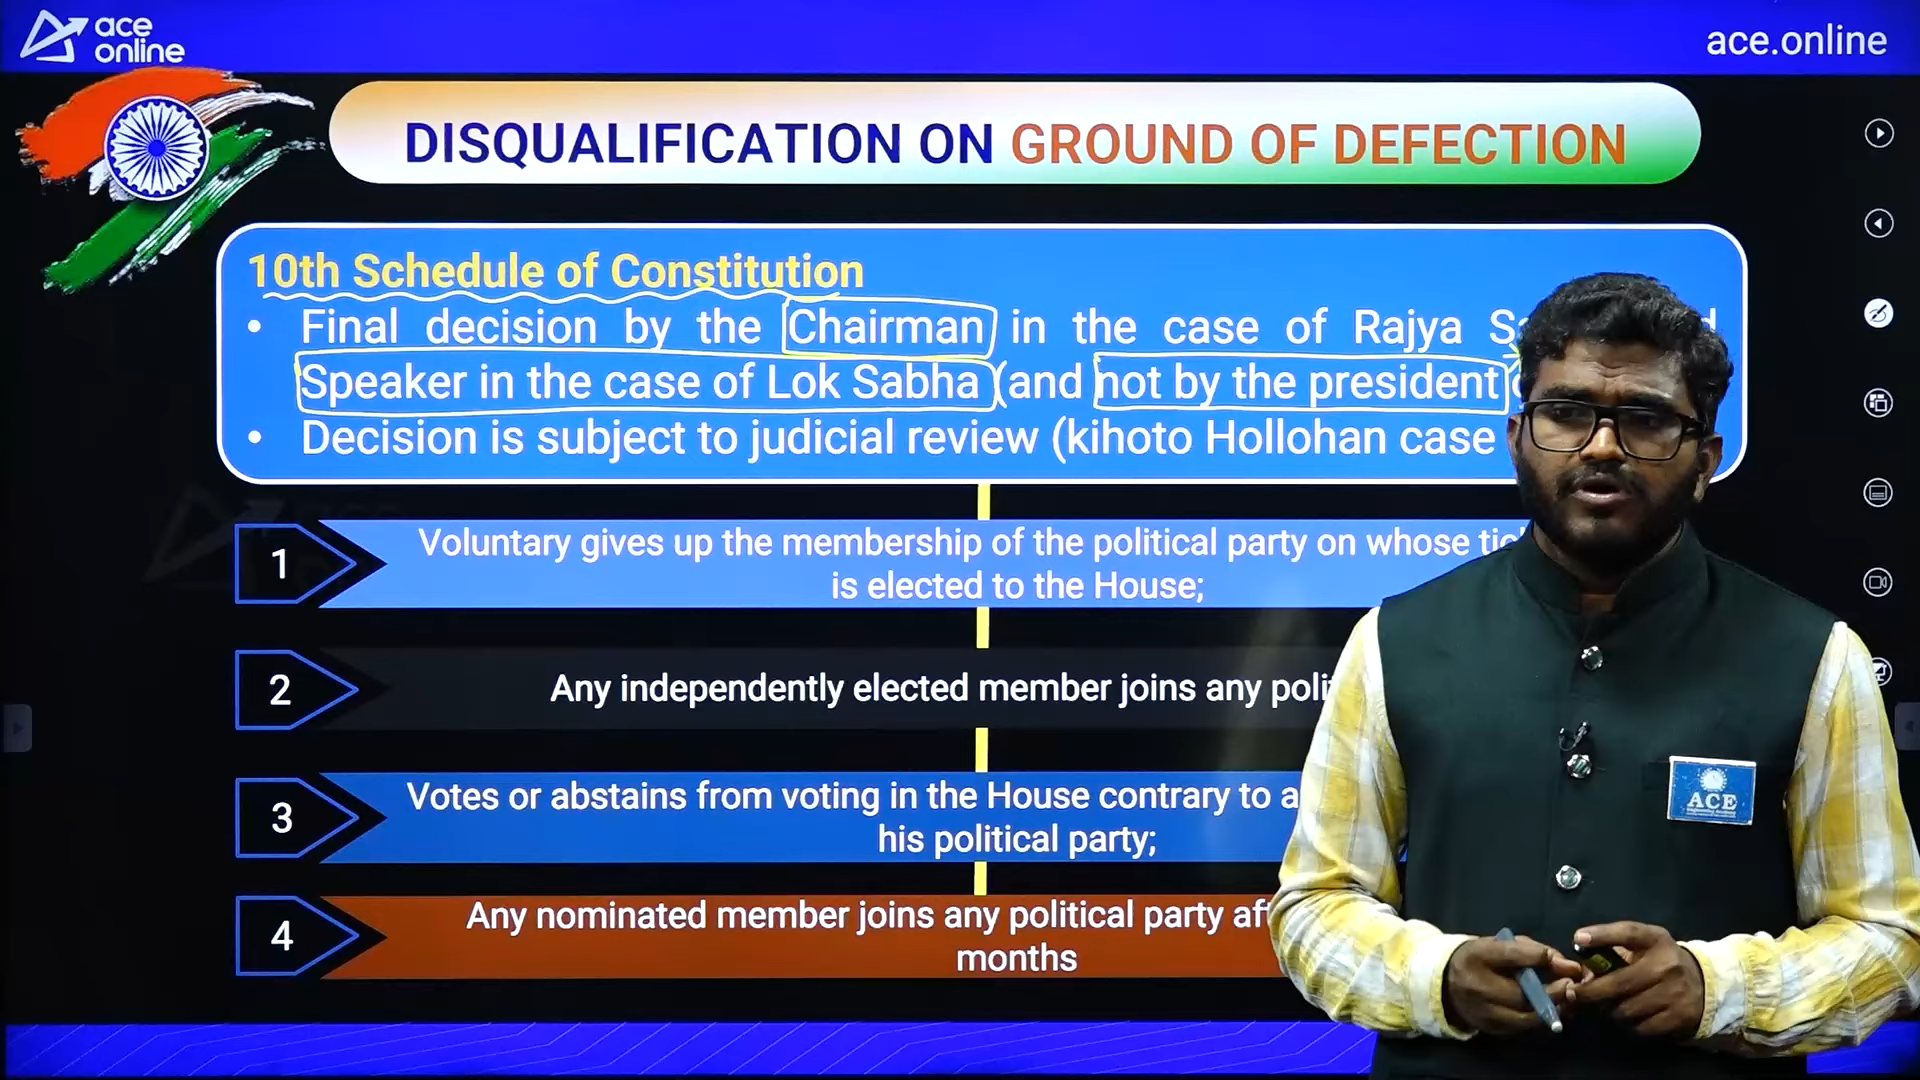 ace
online
ace.online
DISQUALIFICATION ON GROUND OF DEFECTION
10th Schedule of Constitution
• Final decision by the Chairman in the case of Rajya
Speaker in the case of Lok Sabha (and not by the president
• Decision is subject to judicial review (kihoto Hollohan case
1
Voluntary gives up the membership of the political party on whose
is elected to the House;
2
Any independently elected member joins any
3
Votes or abstains from voting in the House contrary to
his political party;
4
Any nominated member joins any political party
months
ACE